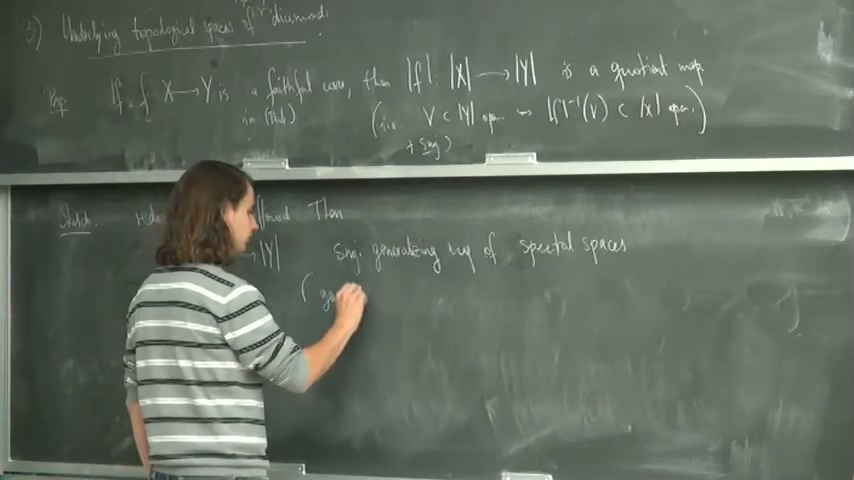 3) Underlying topological spaces of diamonds.
Prop If f: X → Y is a faithful cover, then |f|: |X| → |Y| is a quotient map
in (Perf) (i.e. V ⊂ |Y| open ↔ |f|⁻¹(V) ⊂ |X| open)
+ surj)
Sketch. Then
→ |Y| surj. generalizing map of spectral spaces
(